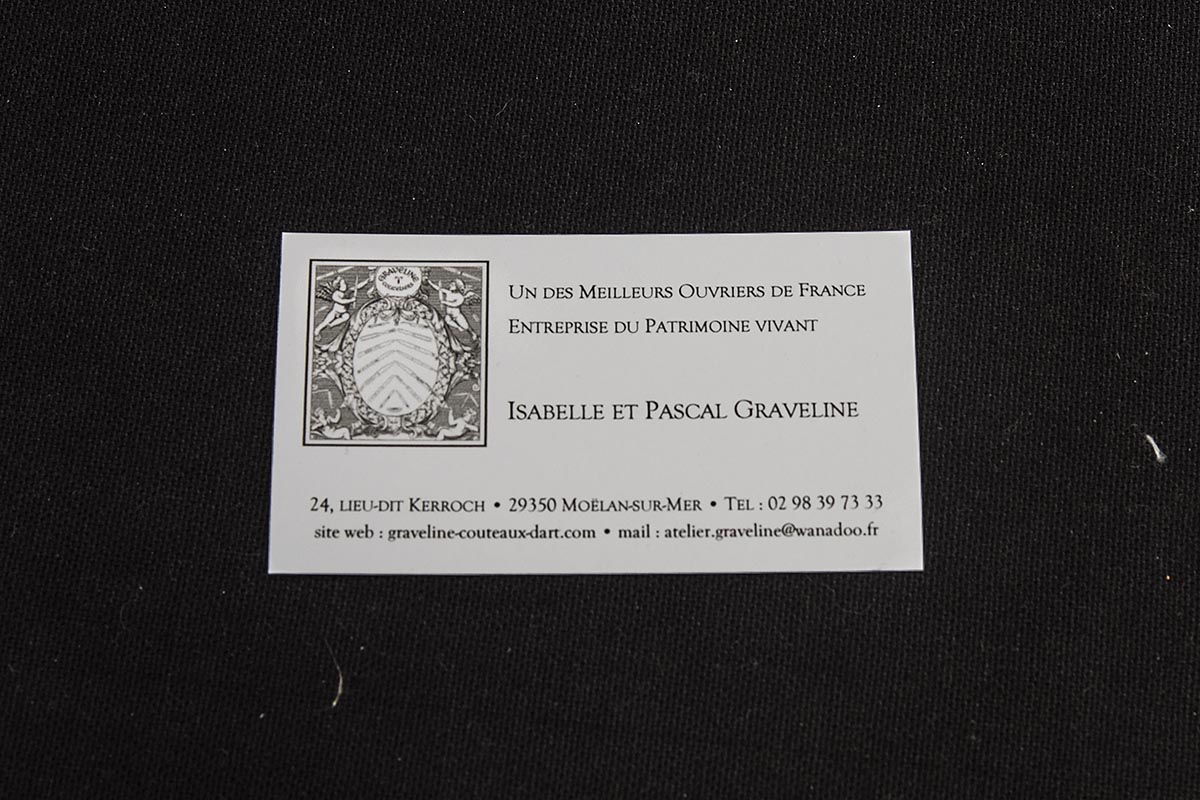 GRAVELINE
COUTELIERS
Un des Meilleurs Ouvriers de France
Entreprise du Patrimoine vivant
Isabelle et Pascal Graveline
24, lieu-dit Kerroch • 29350 Moëlan-sur-Mer • Tel : 02 98 39 73 33
site web : graveline-couteaux-dart.com • mail : atelier.graveline@wanadoo.fr